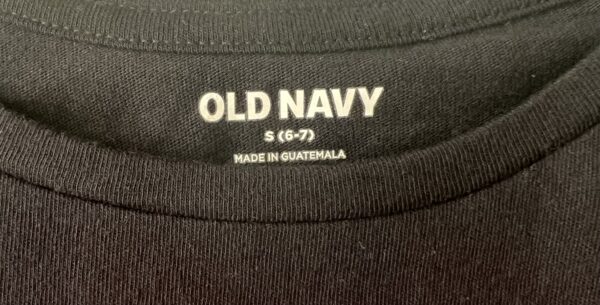 OLD NAVY
S (6-7)
MADE IN GUATEMALA